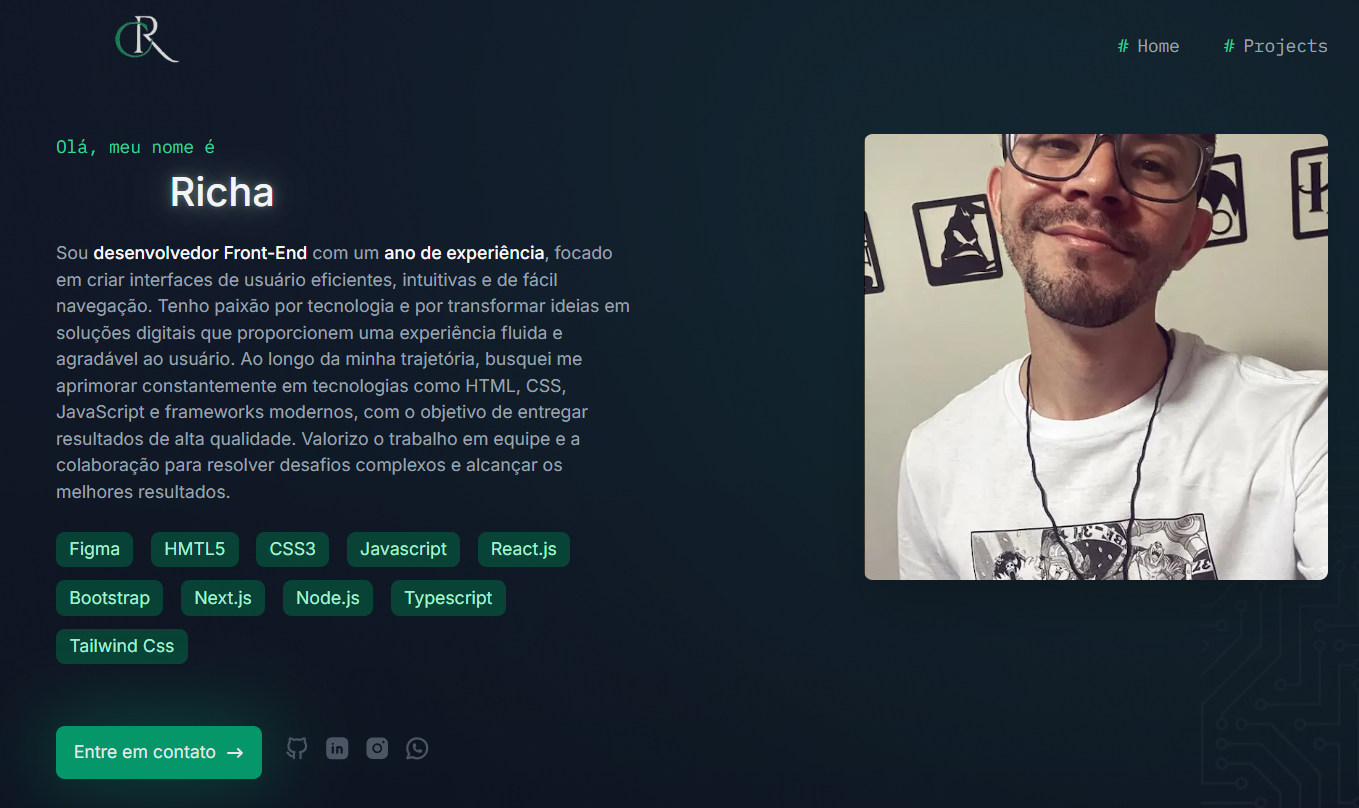 CR
# Home # Projects
Olá, meu nome é
Richa
Sou desenvolvedor Front-End com um ano de experiência, focado
em criar interfaces de usuário eficientes, intuitivas e de fácil
navegação. Tenho paixão por tecnologia e por transformar ideias em
soluções digitais que proporcionem uma experiência fluida e
agradável ao usuário. Ao longo da minha trajetória, busquei me
aprimorar constantemente em tecnologias como HTML, CSS,
JavaScript e frameworks modernos, com o objetivo de entregar
resultados de alta qualidade. Valorizo o trabalho em equipe e a
colaboração para resolver desafios complexos e alcançar os
melhores resultados.
Figma HMTL5 CSS3 Javascript React.js
Bootstrap Next.js Node.js Typescript
Tailwind Css
Entre em contato → in